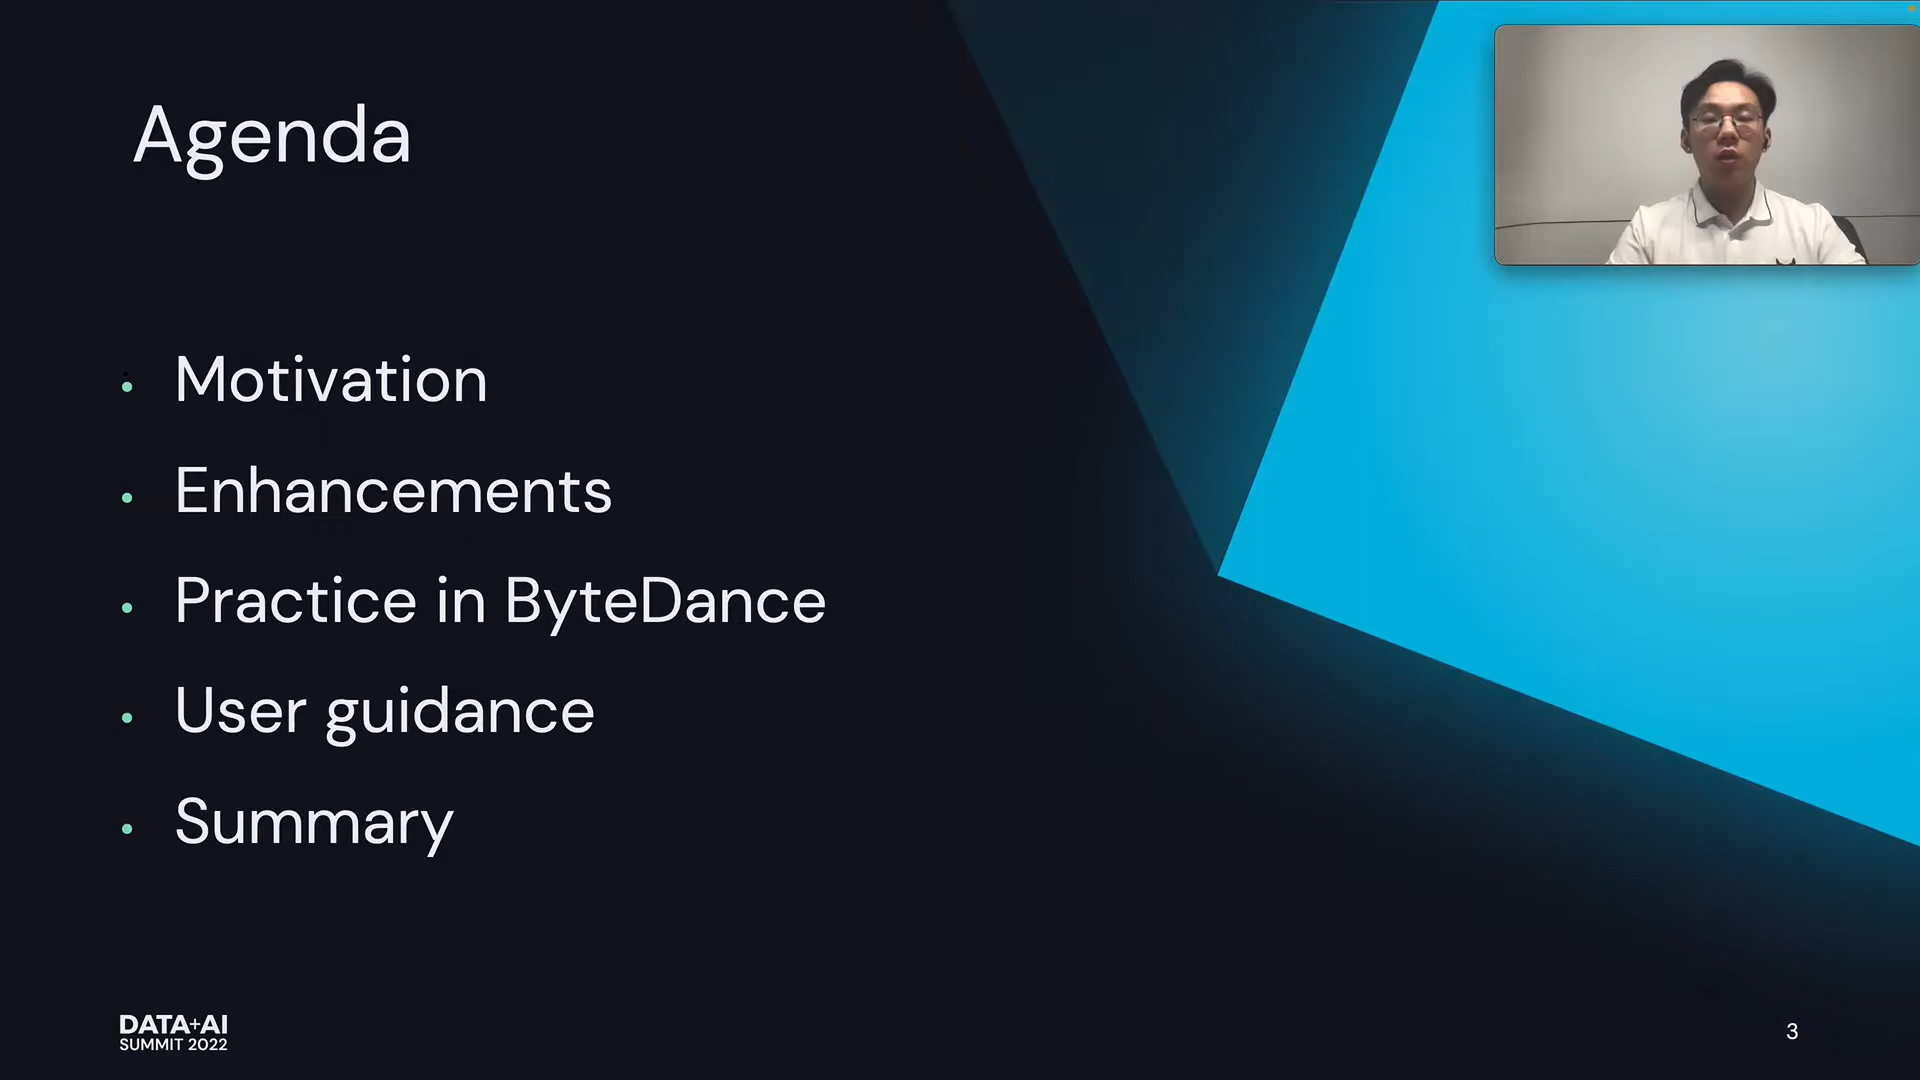 Agenda
• Motivation
• Enhancements
• Practice in ByteDance
• User guidance
• Summary
DATA+AI
SUMMIT 2022
3